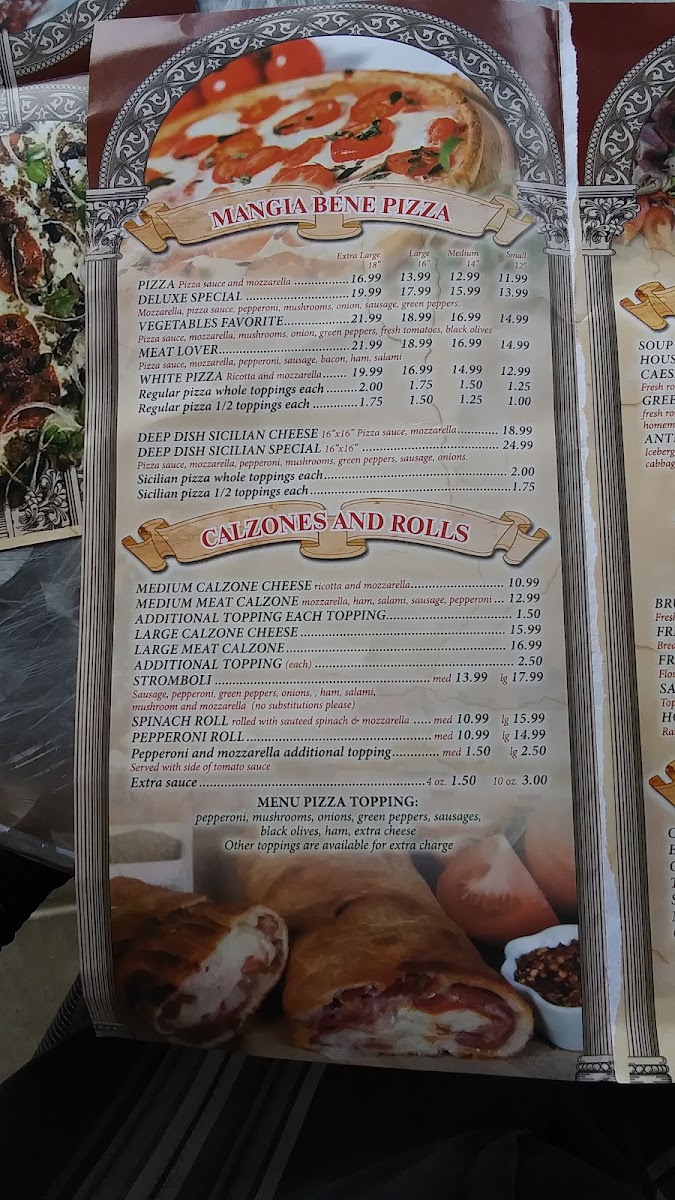 MANGIA BENE PIZZA
Extra Large Large Medium Small
18" 16" 14" 12"
PIZZA Pizza sauce and mozzarella ................ 16.99 13.99 12.99 11.99
DELUXE SPECIAL .............................. 19.99 17.99 15.99 13.99
Mozzarella, pizza sauce, pepperoni, mushrooms, onion, sausage, green peppers.
VEGETABLES FAVORITE.................... 21.99 18.99 16.99 14.99
Pizza sauce, mozzarella, mushrooms, onion, green peppers, fresh tomatoes, black olives
MEAT LOVER..................................... 21.99 18.99 16.99 14.99
Pizza sauce, mozzarella, pepperoni, sausage, bacon, ham, salami
WHITE PIZZA Ricotta and mozzarella....... 19.99 16.99 14.99 12.99
Regular pizza whole toppings each ......... 2.00 1.75 1.50 1.25
Regular pizza 1/2 toppings each ............. 1.75 1.50 1.25 1.00
DEEP DISH SICILIAN CHEESE 16"x16" Pizza sauce, mozzarella............ 18.99
DEEP DISH SICILIAN SPECIAL 16"x16" .......................................... 24.99
Pizza sauce, mozzarella, pepperoni, mushrooms, green peppers, sausage, onions.
Sicilian pizza whole topping each...................................................... 2.00
Sicilian pizza 1/2 toppings each.......................................................... 1.75
CALZONES AND ROLLS
MEDIUM CALZONE CHEESE ricotta and mozzarella........................... 10.99
MEDIUM MEAT CALZONE mozzarella, ham, salami, sausage, pepperoni ... 12.99
ADDITIONAL TOPPING EACH TOPPING..................................... 1.50
LARGE CALZONE CHEESE............................................................ 15.99
LARGE MEAT CALZONE................................................................ 16.99
ADDITIONAL TOPPING (each) ......................................................... 2.50
STROMBOLI ........................................................ med 13.99 lg 17.99
Sausage, pepperoni, green peppers, onions, , ham, salami,
mushroom and mozzarella (no substitutions please)
SPINACH ROLL rolled with sauteed spinach & mozzarella ..... med 10.99 lg 15.99
PEPPERONI ROLL ................................................ med 10.99 lg 14.99
Pepperoni and mozzarella additional topping............. med 1.50 lg 2.50
Served with side of tomato sauce
Extra sauce .......................................................... 4 oz. 1.50 10 oz. 3.00
MENU PIZZA TOPPING:
pepperoni, mushrooms, onions, green peppers, sausages,
black olives, ham, extra cheese
Other toppings are available for extra charge
SOUP
HOUS
CAES
Fresh ro
GREE
fresh ro
homem
ANTI
Iceberg
cabbag
BRU
Fresh
FRI
Brea
FR
Flou
SA
Top
HO
Ra